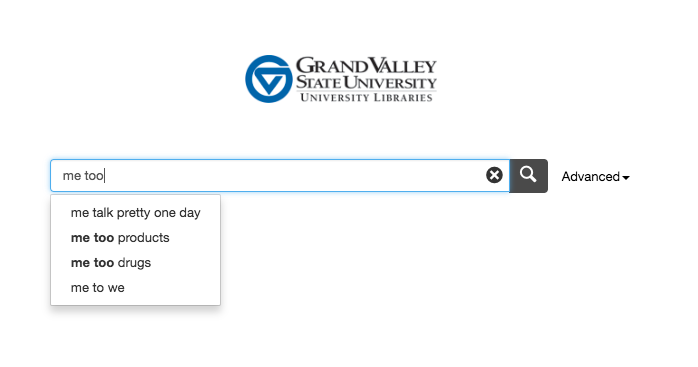 GRAND VALLEY
STATE UNIVERSITY
UNIVERSITY LIBRARIES
me too
Advanced
me talk pretty one day
me too products
me too drugs
me to we